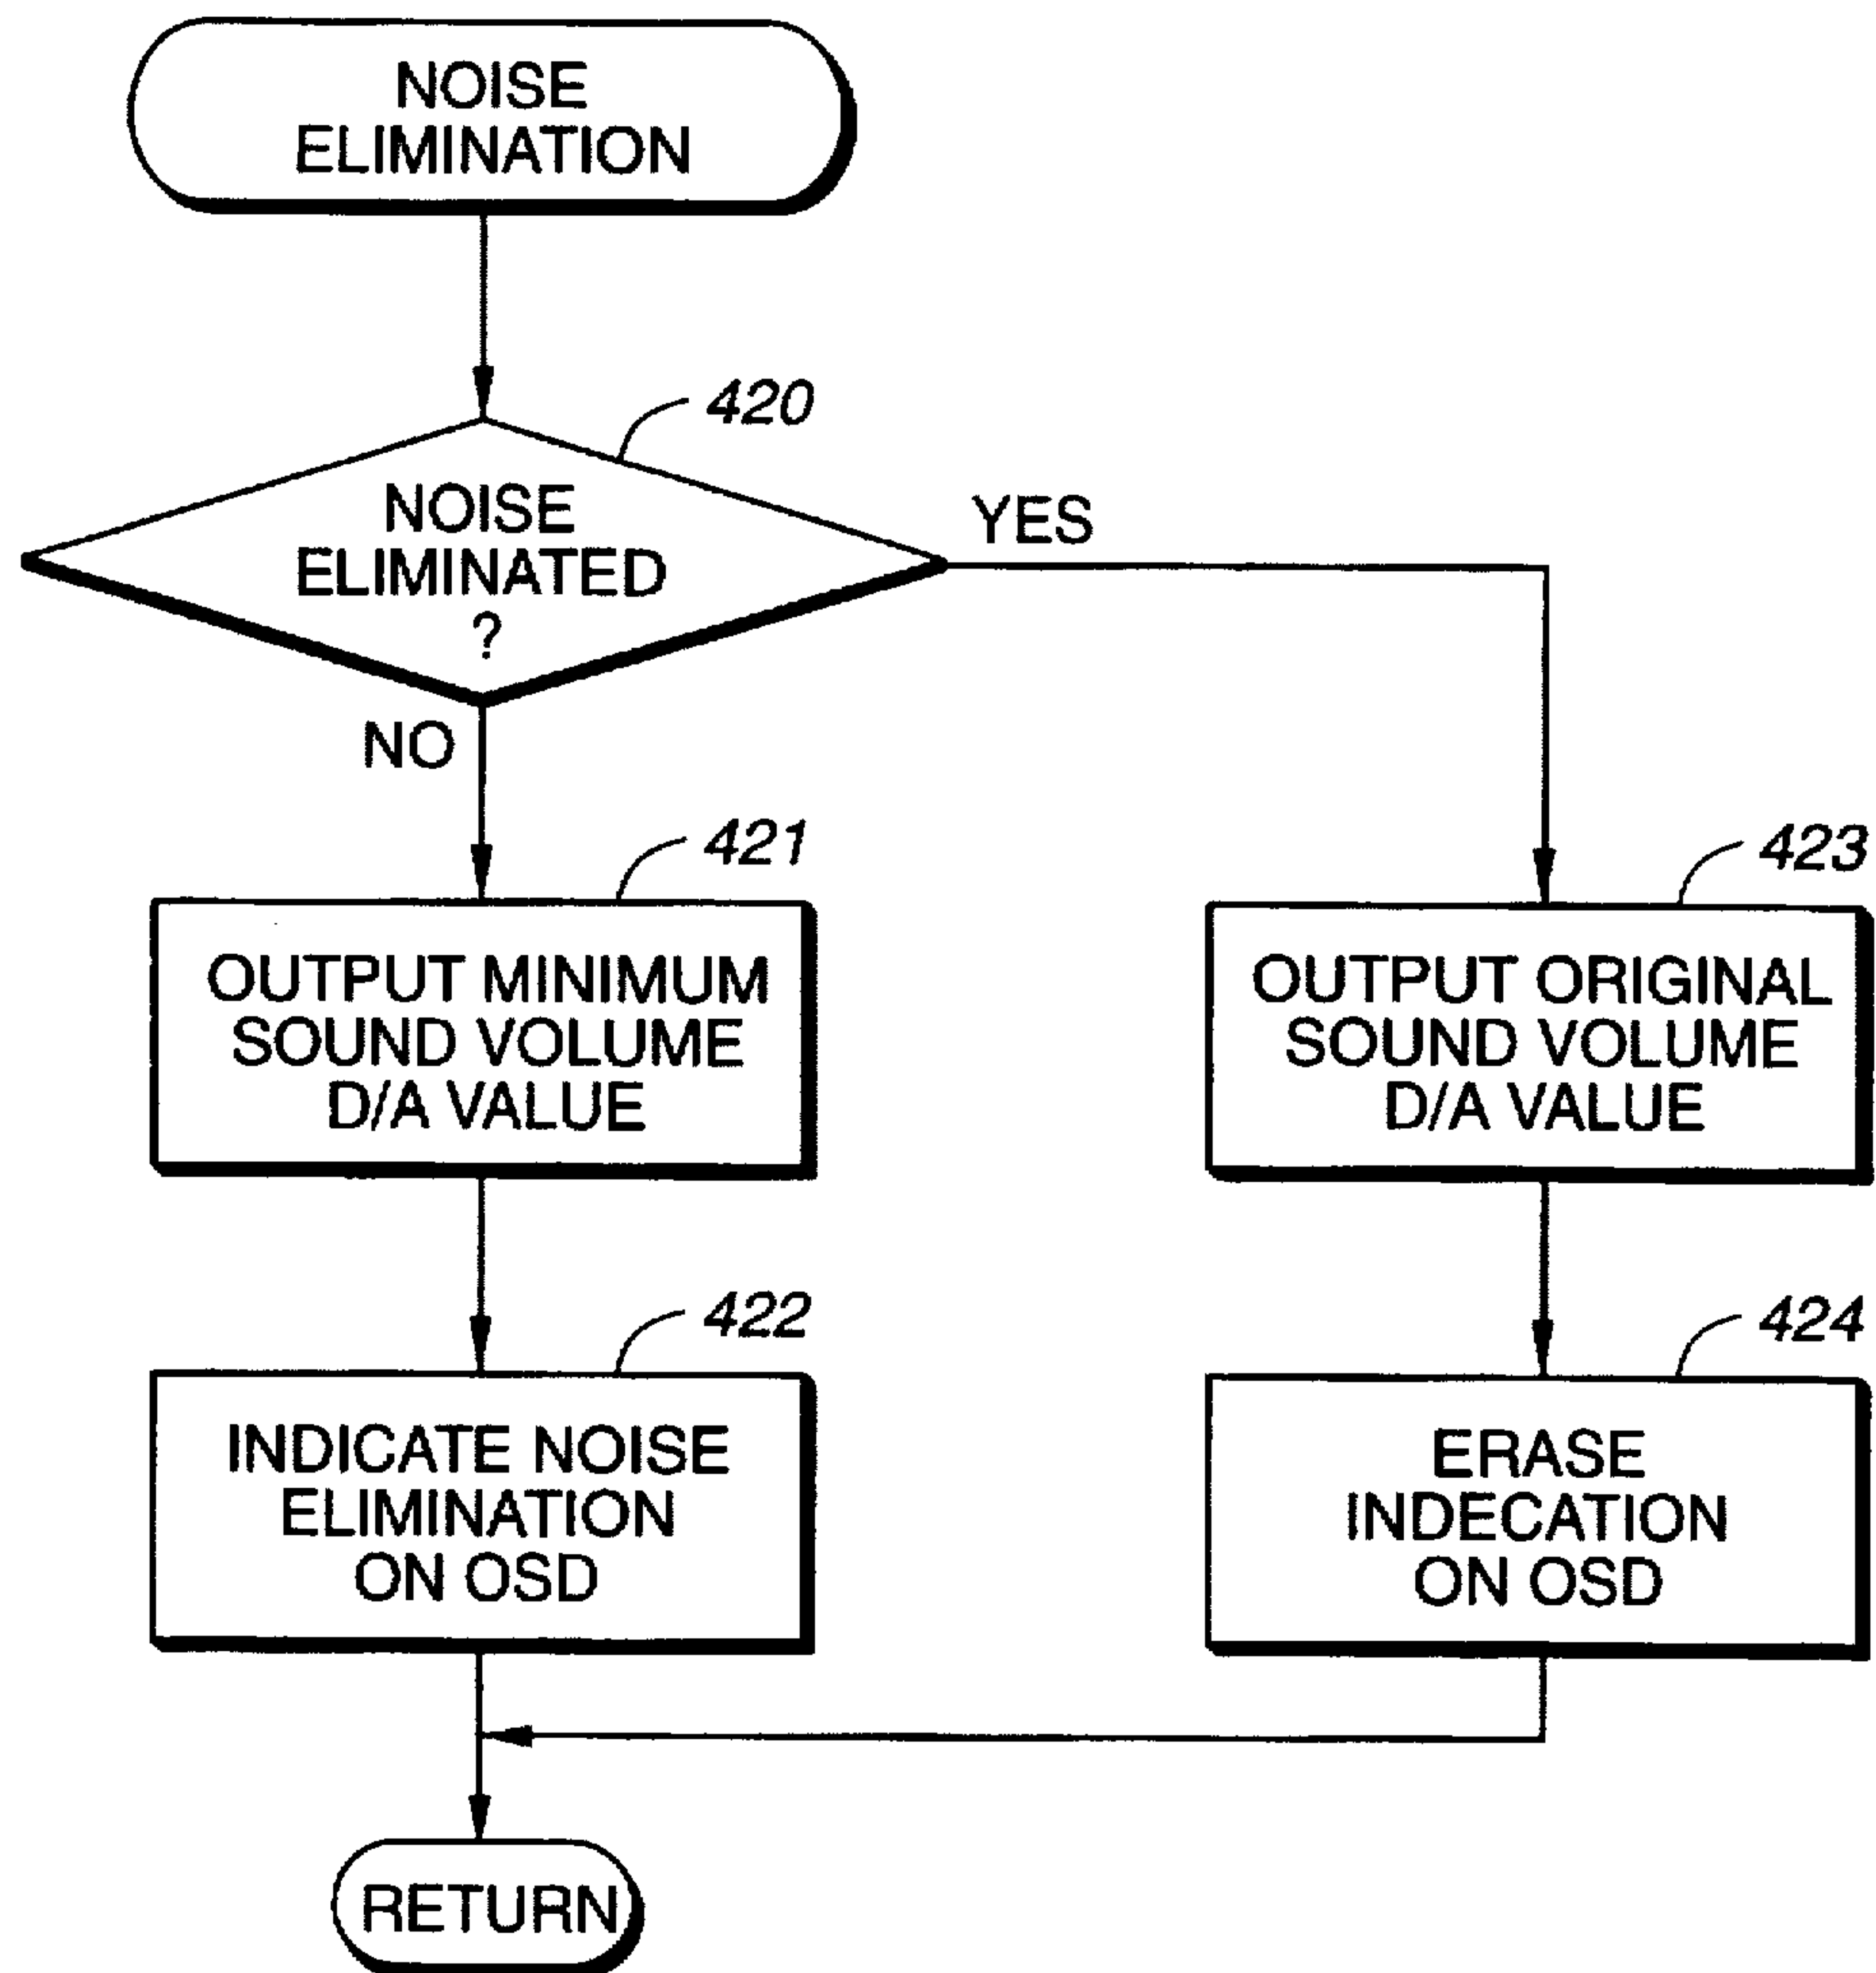 NOISE
ELIMINATION
420
NOISE
ELIMINATED
?
YES
NO
421
OUTPUT MINIMUM
SOUND VOLUME
D/A VALUE
423
OUTPUT ORIGINAL
SOUND VOLUME
D/A VALUE
422
INDICATE NOISE
ELIMINATION
ON OSD
424
ERASE
INDECATION
ON OSD
RETURN